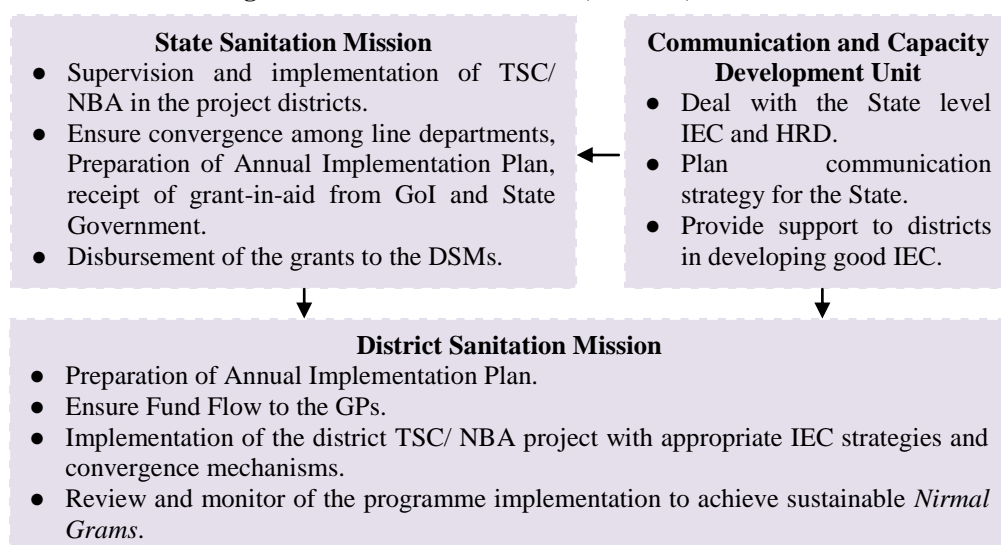 State Sanitation Mission
● Supervision and implementation of TSC/
NBA in the project districts.
● Ensure convergence among line departments,
Preparation of Annual Implementation Plan,
receipt of grant-in-aid from GoI and State
Government.
● Disbursement of the grants to the DSMs.
Communication and Capacity
Development Unit
● Deal with the State level
IEC and HRD.
● Plan communication
strategy for the State.
● Provide support to districts
in developing good IEC.
District Sanitation Mission
● Preparation of Annual Implementation Plan.
● Ensure Fund Flow to the GPs.
● Implementation of the district TSC/ NBA project with appropriate IEC strategies and
convergence mechanisms.
● Review and monitor of the programme implementation to achieve sustainable Nirmal
Grams.